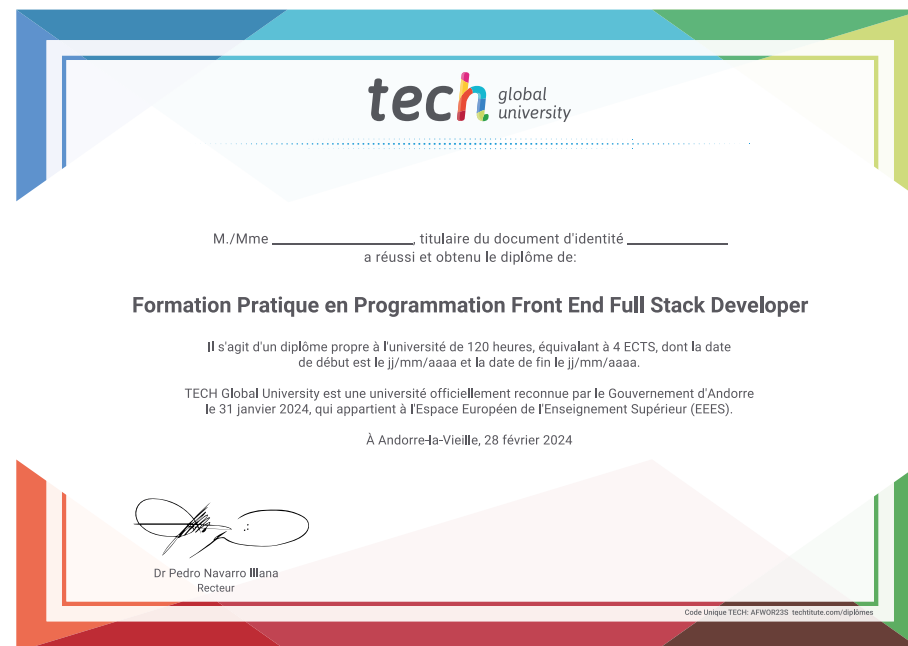 tech global university
M./Mme ____________, titulaire du document d'identité ____________
a réussi et obtenu le diplôme de:
Formation Pratique en Programmation Front End Full Stack Developer
Il s'agit d'un diplôme propre à l'université de 120 heures, équivalant à 4 ECTS, dont la date
de début est le jj/mm/aaaa et la date de fin le jj/mm/aaaa.
TECH Global University est une université officiellement reconnue par le Gouvernement d'Andorre
le 31 janvier 2024, qui appartient à l'Espace Européen de l'Enseignement Supérieur (EEES).
À Andorre-la-Vieille, 28 février 2024
Dr Pedro Navarro Illana
Recteur
Code Unique TECH: AFWOR23S techtitute.com/diplômes